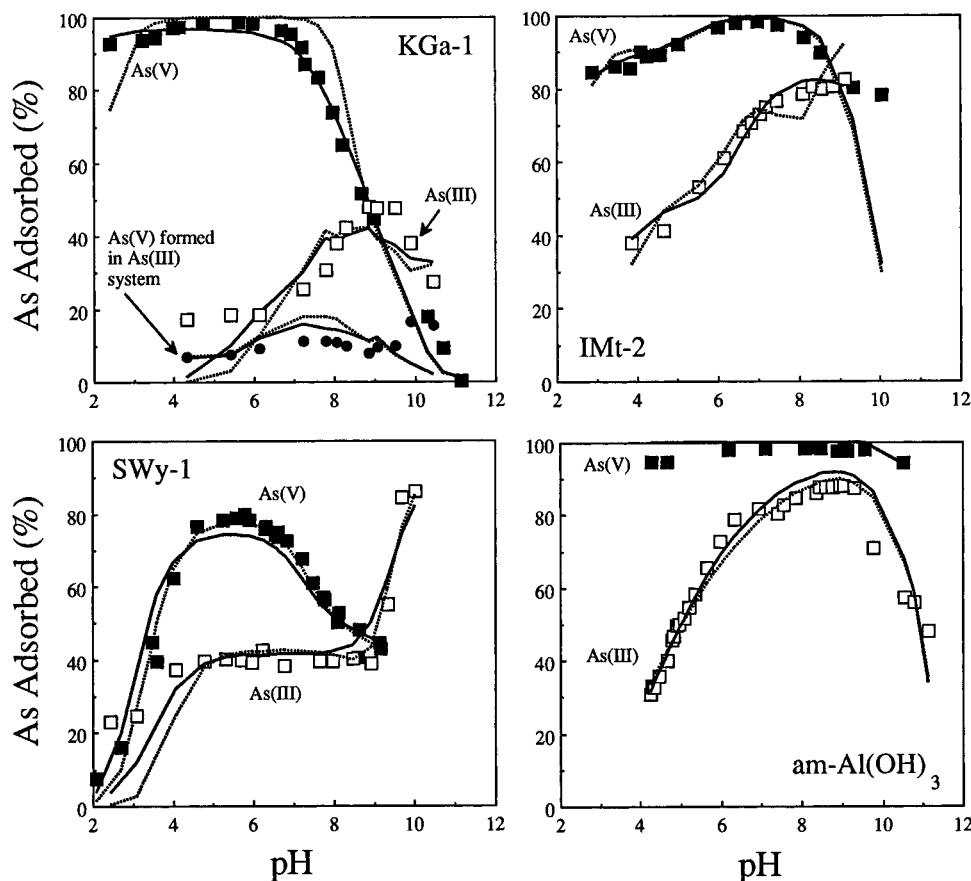 As Adsorbed (%)
100
80
60
40
20
0
KGa-1
As(V)
As(III)
As(V) formed
in As(III)
system
2
4
6
8
10
12
100
80
60
40
20
0
As(V)
As(III)
IMt-2
2
4
6
8
10
12
As Adsorbed (%)
100
80
60
40
20
0
SWy-1
As(V)
As(III)
2
4
6
8
10
12
pH
100
80
60
40
20
0
As(V)
As(III)
am-Al(OH)3
2
4
6
8
10
12
pH